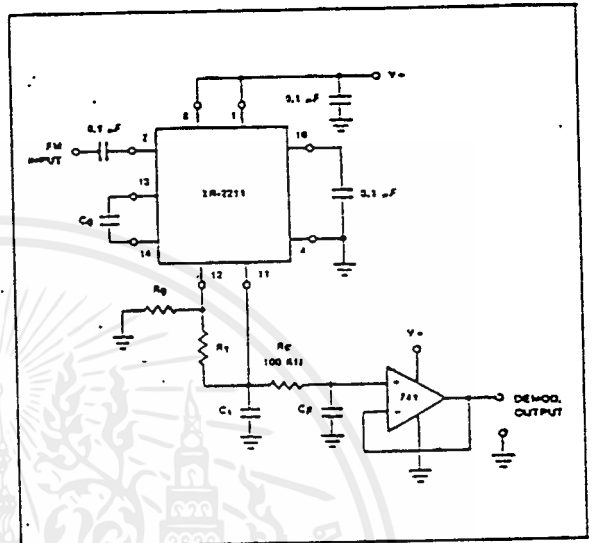 V+
0.1 µF
8
1
0.1 µF
FM
INPUT
2
10
13
XR-2211
0.1 µF
C0
14
4
12
11
R0
R1
RF
100 KΩ
V+
C1
CF
+
741
-
DEMOD.
OUTPUT